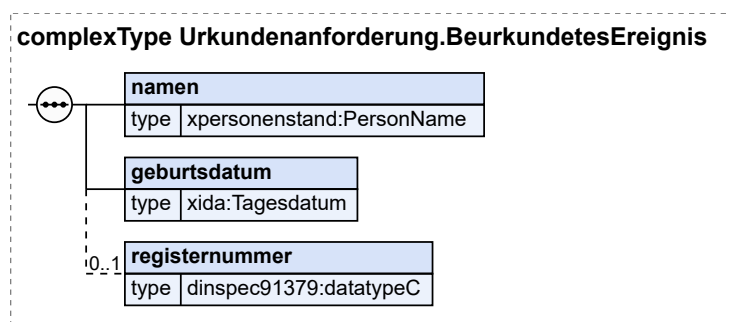 complexType Urkundenanforderung.BeurkundetesEreignis
namen
type xpersonenstand:PersonName
geburtsdatum
type xida:Tagesdatum
0..1
registernummer
type dinspec91379:datatypeC